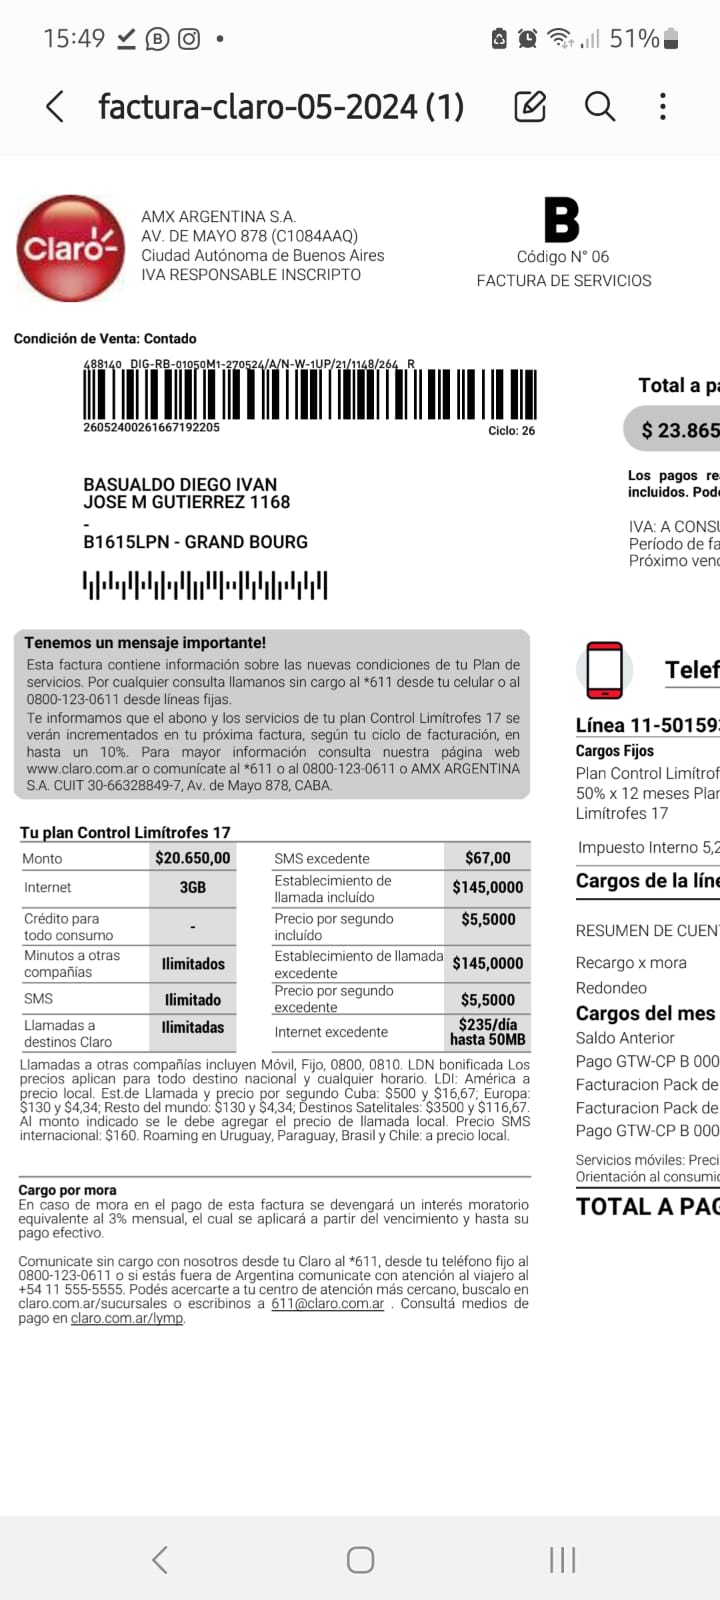 15:49
51%
factura-claro-05-2024 (1)
Claro
AMX ARGENTINA S.A.
AV. DE MAYO 878 (C1084AAQ)
Ciudad Autónoma de Buenos Aires
IVA RESPONSABLE INSCRIPTO
B
Código N° 06
FACTURA DE SERVICIOS
Condición de Venta: Contado
488140 DIG-RB-01050M1-270524/A/N-W-1UP/21/1148/264 R
26052400261667192205
Ciclo: 26
BASUALDO DIEGO IVAN
JOSE M GUTIERREZ 1168
-
B1615LPN - GRAND BOURG
Total a pa
$ 23.865
Los pagos re
incluidos. Pod
IVA: A CONSU
Período de fa
Próximo venc
Tenemos un mensaje importante!
Esta factura contiene información sobre las nuevas condiciones de tu Plan de
servicios. Por cualquier consulta llamanos sin cargo al *611 desde tu celular o al
0800-123-0611 desde líneas fijas.
Te informamos que el abono y los servicios de tu plan Control Limítrofes 17 se
verán incrementados en tu próxima factura, según tu ciclo de facturación, en
hasta un 10%. Para mayor información consulta nuestra página web
www.claro.com.ar o comunícate al *611 o al 0800-123-0611 o AMX ARGENTINA
S.A. CUIT 30-66328849-7, Av. de Mayo 878, CABA.
Tu plan Control Limítrofes 17
Monto $20.650,00
Internet 3GB
Crédito para
todo consumo -
Minutos a otras
compañías Ilimitados
SMS Ilimitado
Llamadas a
destinos Claro Ilimitadas
SMS excedente $67,00
Establecimiento de
llamada incluído $145,0000
Precio por segundo
incluído $5,5000
Establecimiento de llamada
excedente $145,0000
Precio por segundo
excedente $5,5000
Internet excedente $235/día
hasta 50MB
Llamadas a otras compañías incluyen Móvil, Fijo, 0800, 0810. LDN bonificada Los
precios aplican para todo destino nacional y cualquier horario. LDI: América a
precio local. Est.de Llamada y precio por segundo Cuba: $500 y $16,67; Europa:
$130 y $4,34; Resto del mundo: $130 y $4,34; Destinos Satelitales: $3500 y $116,67.
Al monto indicado se le debe agregar el precio de llamada local. Precio SMS
internacional: $160. Roaming en Uruguay, Paraguay, Brasil y Chile: a precio local.
Cargo por mora
En caso de mora en el pago de esta factura se devengará un interés moratorio
equivalente al 3% mensual, el cual se aplicará a partir del vencimiento y hasta su
pago efectivo.
Comunicate sin cargo con nosotros desde tu Claro al *611, desde tu teléfono fijo al
0800-123-0611 o si estás fuera de Argentina comunicate con atención al viajero al
+54 11 555-5555. Podés acercarte a tu centro de atención más cercano, buscalo en
claro.com.ar/sucursales o escribinos a 611@claro.com.ar . Consultá medios de
pago en claro.com.ar/lymp.
Telef
Línea 11-50159
Cargos Fijos
Plan Control Limítrof
50% x 12 meses Plan
Limítrofes 17
Impuesto Interno 5,2
Cargos de la líne
RESUMEN DE CUEN
Recargo x mora
Redondeo
Cargos del mes
Saldo Anterior
Pago GTW-CP B 000
Facturacion Pack de
Facturacion Pack de
Pago GTW-CP B 000
Servicios móviles: Preci
Orientación al consumi
TOTAL A PAG